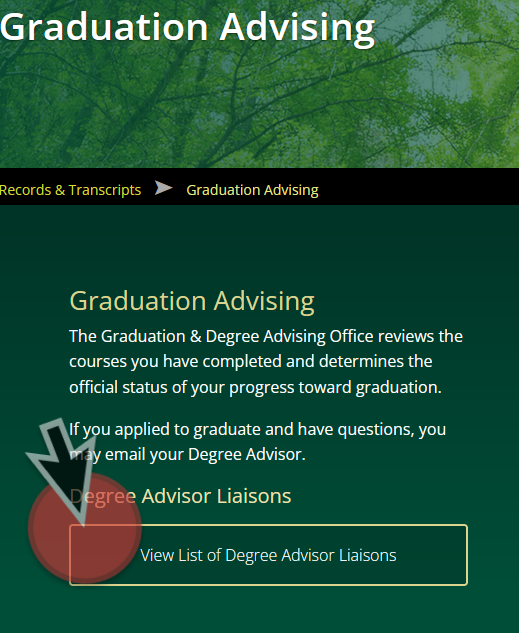 Graduation Advising
Records & Transcripts Graduation Advising
Graduation Advising
The Graduation & Degree Advising Office reviews the
courses you have completed and determines the
official status of your progress toward graduation.
If you applied to graduate and have questions, you
may email your Degree Advisor.
Degree Advisor Liaisons
View List of Degree Advisor Liaisons